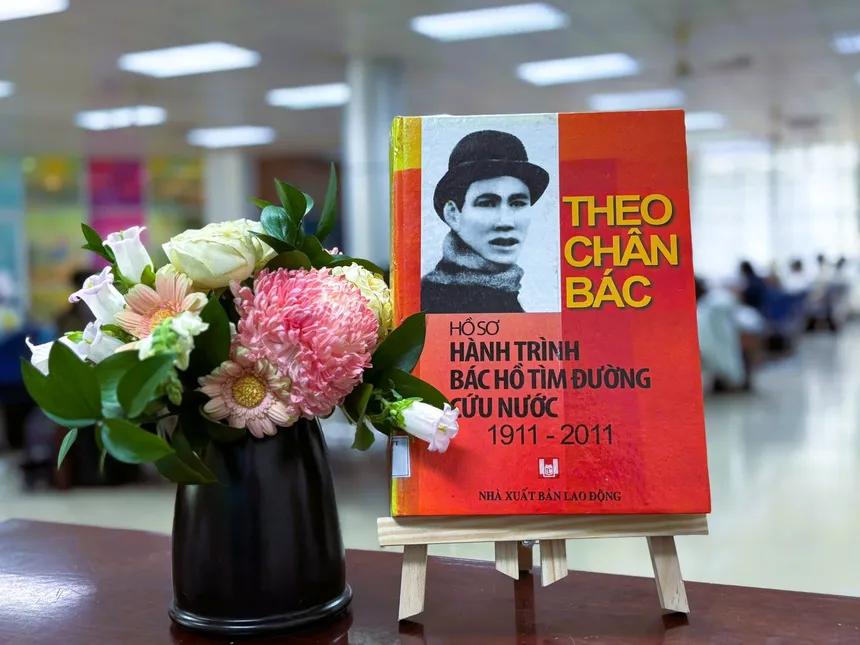 THEO
CHÂN
BÁC
HỒ SƠ
HÀNH TRÌNH
BÁC HỒ TÌM ĐƯỜNG
CỨU NƯỚC
1911 - 2011
NHÀ XUẤT BẢN LAO ĐỘNG